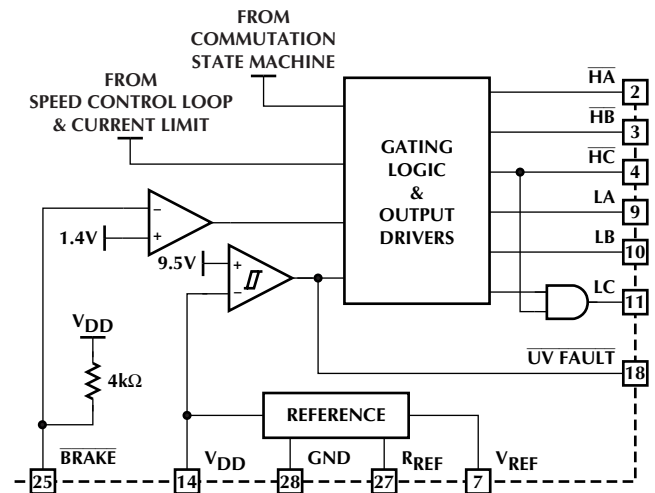 FROM
COMMUTATION
STATE MACHINE
FROM
SPEED CONTROL LOOP
& CURRENT LIMIT
GATING
LOGIC
&
OUTPUT
DRIVERS
HA
2
HB
3
HC
4
LA
9
LB
10
LC
11
UV FAULT
18
−
+
1.4V
9.5V
+
−
VDD
4kΩ
REFERENCE
25
BRAKE
14
VDD
28
GND
27
RREF
7
VREF